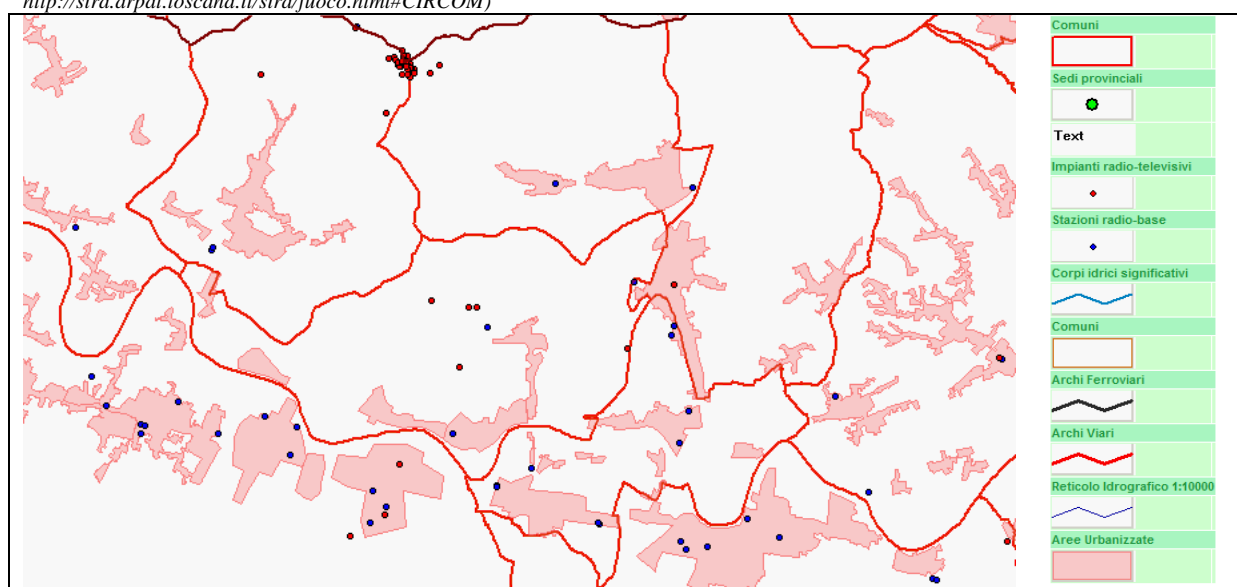 http://sira.arpat.toscana.it/sira/fuoco.html#CIRCOM)
Comuni
Sedi provinciali
Text
Impianti radio-televisivi
Stazioni radio-base
Corpi idrici significativi
Comuni
Archi Ferroviari
Archi Viari
Reticolo Idrografico 1:10000
Aree Urbanizzate